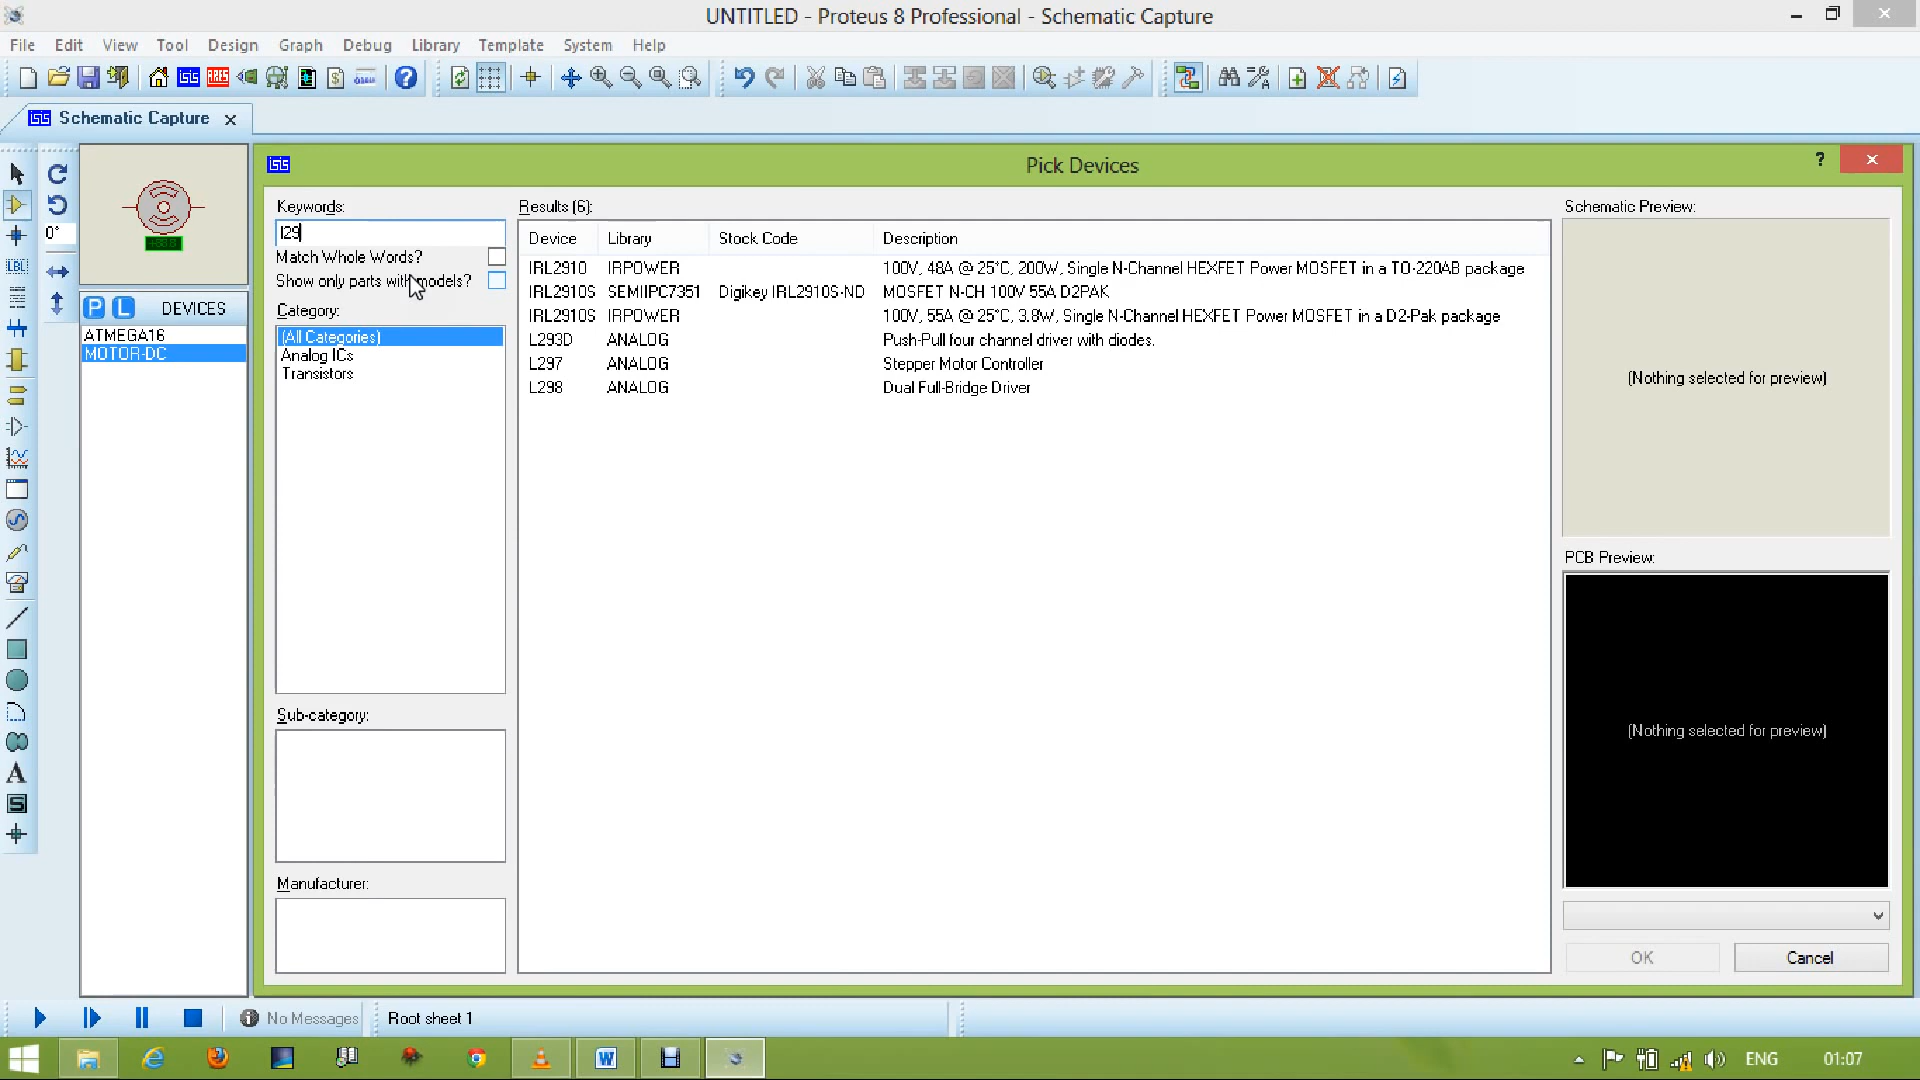 UNTITLED - Proteus 8 Professional - Schematic Capture
File Edit View Tool Design Graph Debug Library Template System Help
Schematic Capture
Pick Devices
0°
LBL
P L DEVICES
ATMEGA16
MOTOR-DC
Keywords:
l29
Match Whole Words?
Show only parts with models?
Category:
(All Categories)
Analog ICs
Transistors
Sub-category:
Manufacturer:
Results (6):
Device Library Stock Code Description
IRL2910 IRPOWER 100V, 48A @ 25°C, 200W, Single N-Channel HEXFET Power MOSFET in a TO-220AB package
IRL2910S SEMIIPC7351 Digikey IRL2910S-ND MOSFET N-CH 100V 55A D2PAK
IRL2910S IRPOWER 100V, 55A @ 25°C, 3.8W, Single N-Channel HEXFET Power MOSFET in a D2-Pak package
L293D ANALOG Push-Pull four channel driver with diodes.
L297 ANALOG Stepper Motor Controller
L298 ANALOG Dual Full-Bridge Driver
Schematic Preview:
(Nothing selected for preview)
PCB Preview:
(Nothing selected for preview)
OK Cancel
No Messages Root sheet 1
ENG 01:07